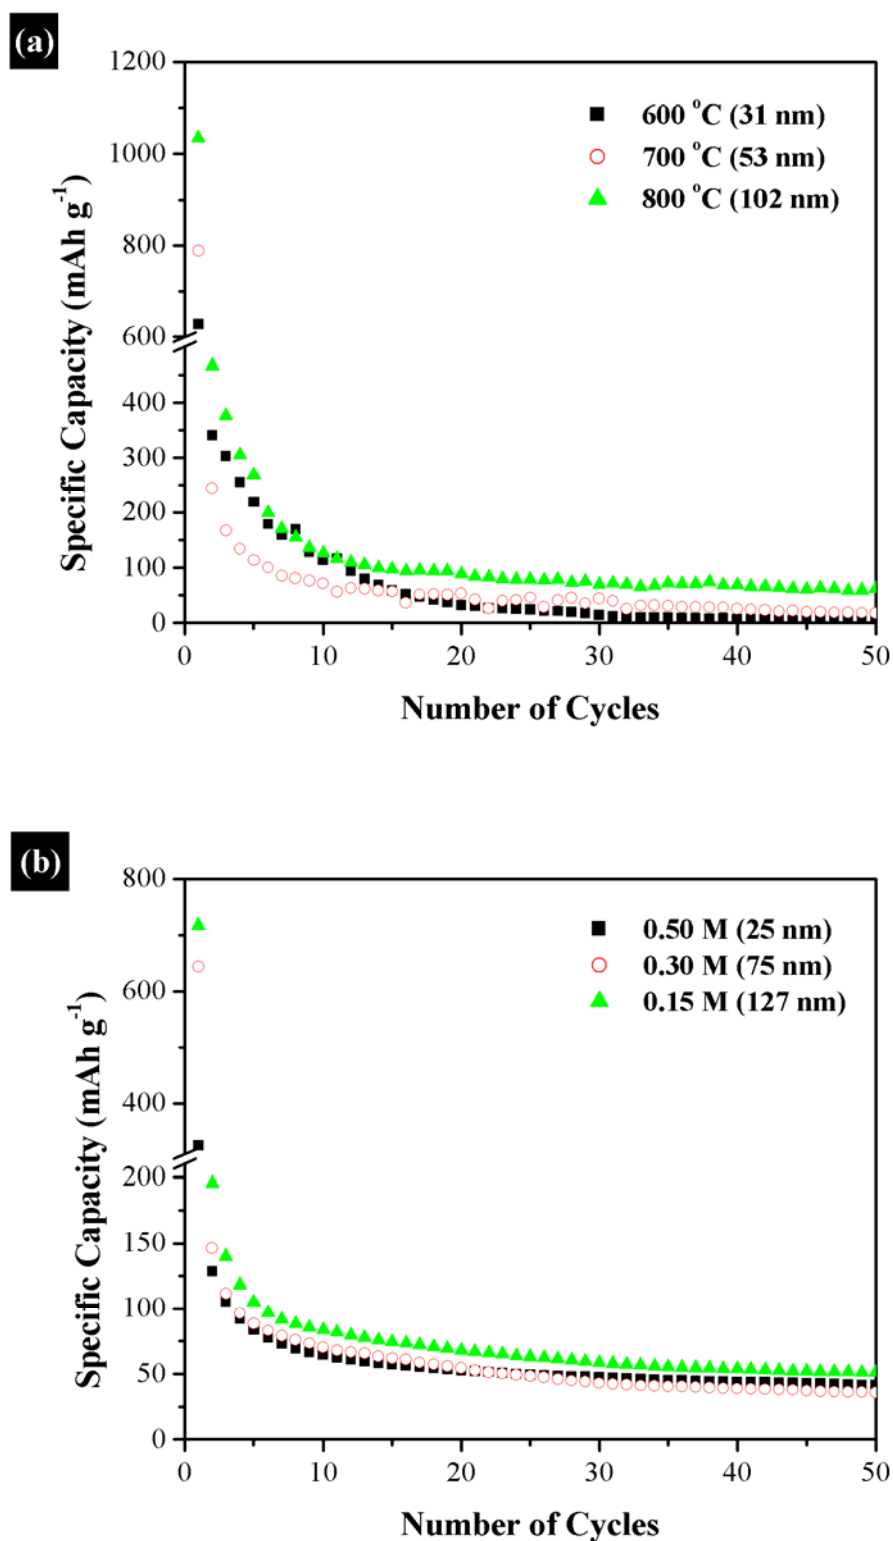 (a)
1200
1000
800
600
400
300
200
100
0
Specific Capacity (mAh g⁻¹)
600 °C (31 nm)
700 °C (53 nm)
800 °C (102 nm)
0 10 20 30 40 50
Number of Cycles
(b)
800
600
400
200
150
100
50
0
Specific Capacity (mAh g⁻¹)
0.50 M (25 nm)
0.30 M (75 nm)
0.15 M (127 nm)
0 10 20 30 40 50
Number of Cycles